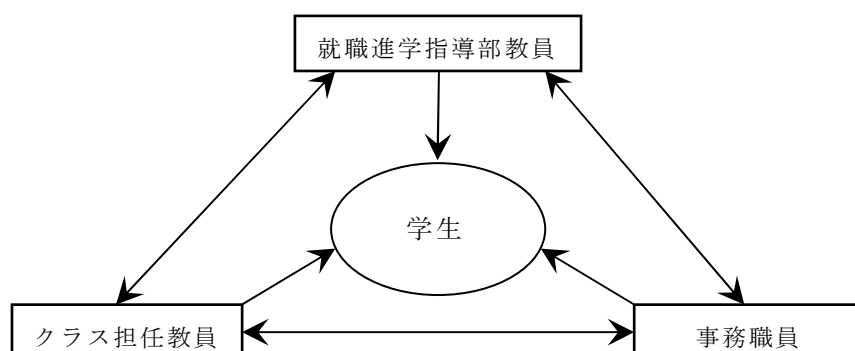 就職進学指導部教員
学生
クラス担任教員
事務職員